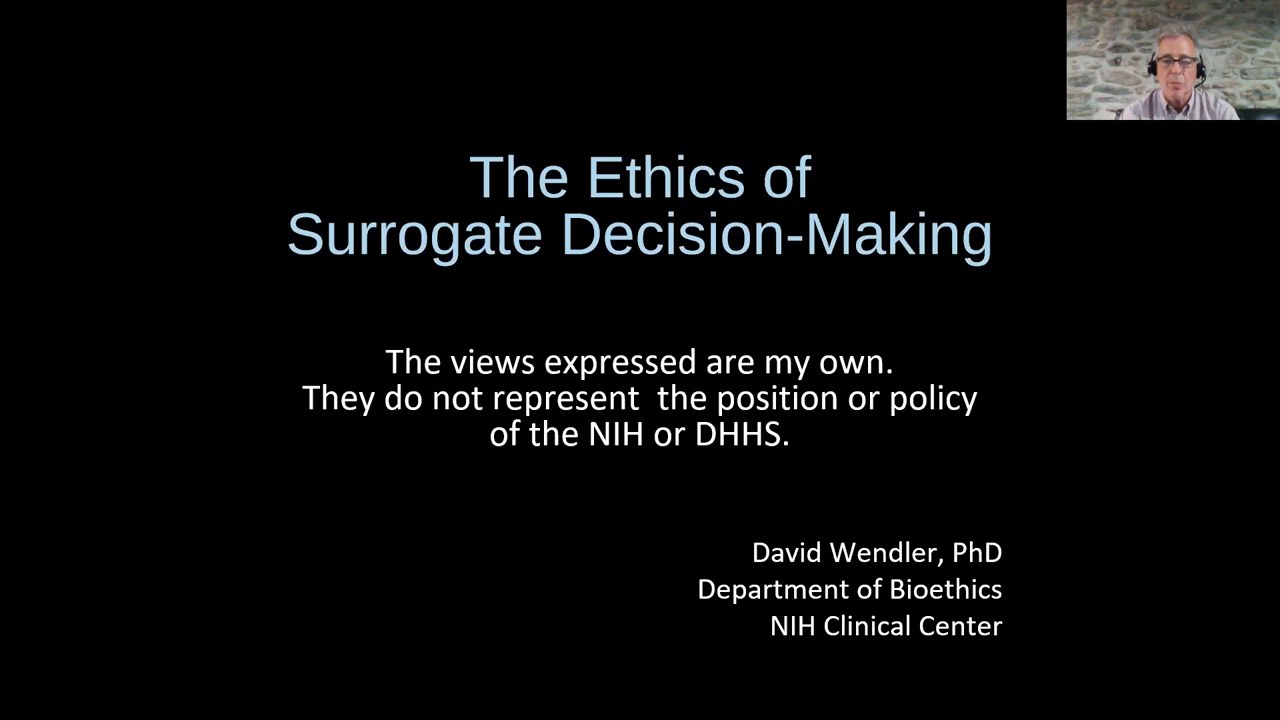 The Ethics of
Surrogate Decision-Making
The views expressed are my own.
They do not represent  the position or policy
of the NIH or DHHS.
David Wendler, PhD
Department of Bioethics
NIH Clinical Center